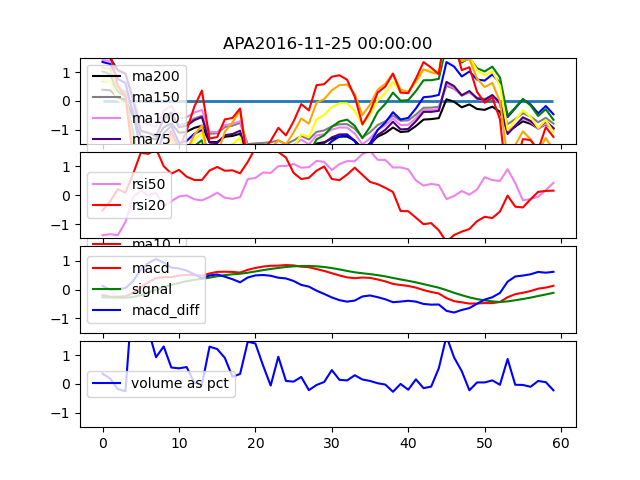 APA2016-11-25 00:00:00
1
0
−1
ma200
ma150
ma100
ma75
1
0
−1
rsi50
rsi20
ma10
1
0
−1
macd
signal
macd_diff
1
0
−1
volume as pct
0 10 20 30 40 50 60